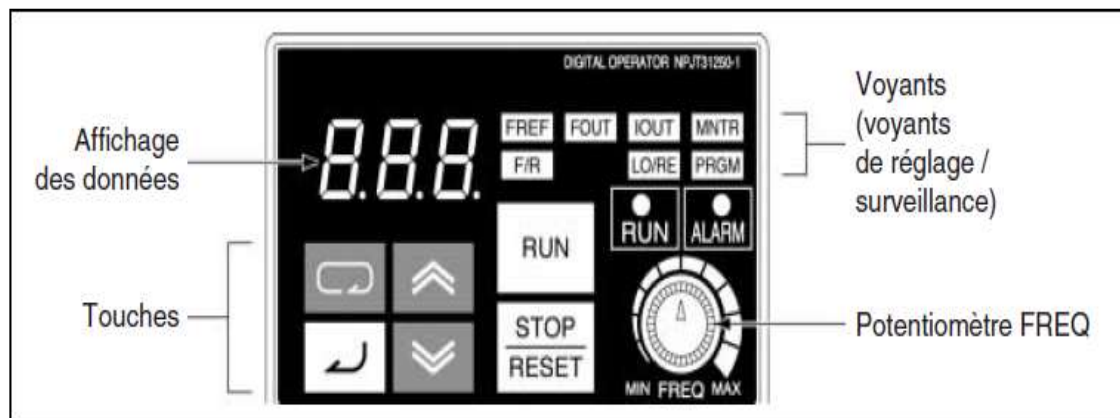 DIGITAL OPERATOR NPJT31250-1
8.8.8.
FREF FOUT IOUT MNTR
F/R LO/RE PRGM
RUN ALARM
RUN
STOP
RESET
MIN FREQ MAX
Affichage
des données
Touches
Voyants
(voyants
de réglage /
surveillance)
Potentiomètre FREQ